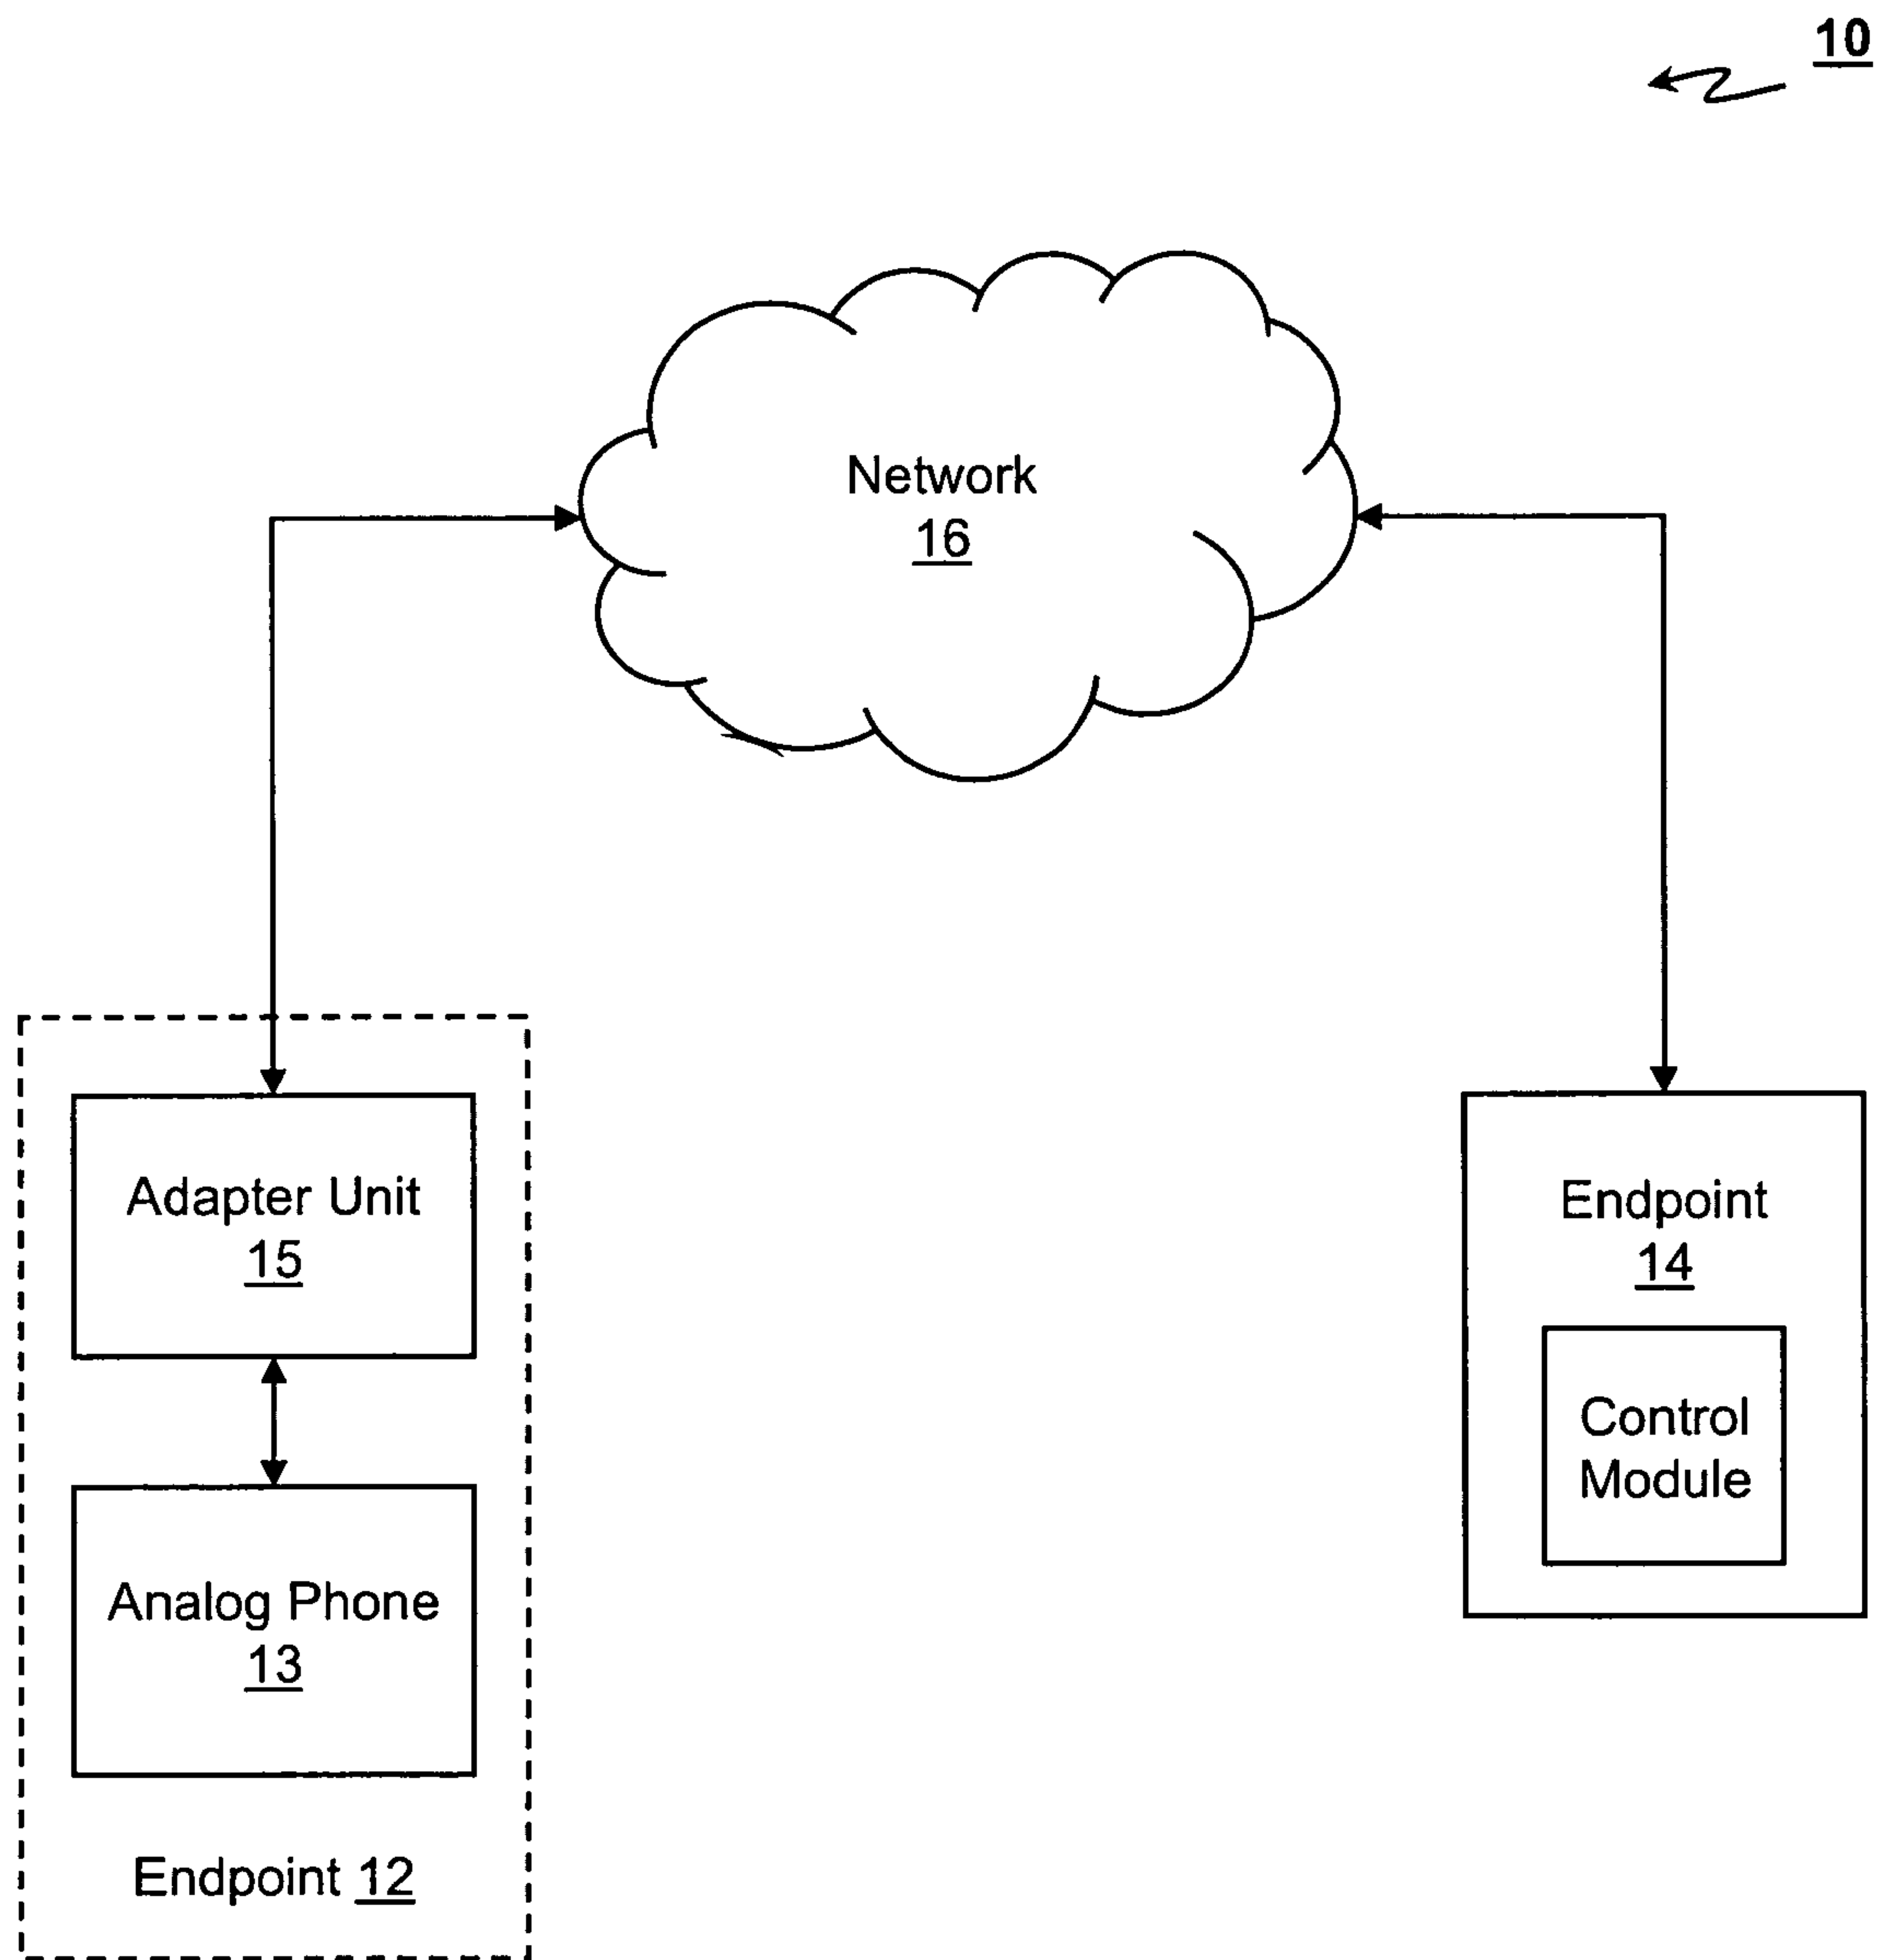 10
Network
16
Adapter Unit
15
Analog Phone
13
Endpoint 12
Endpoint
14
Control
Module